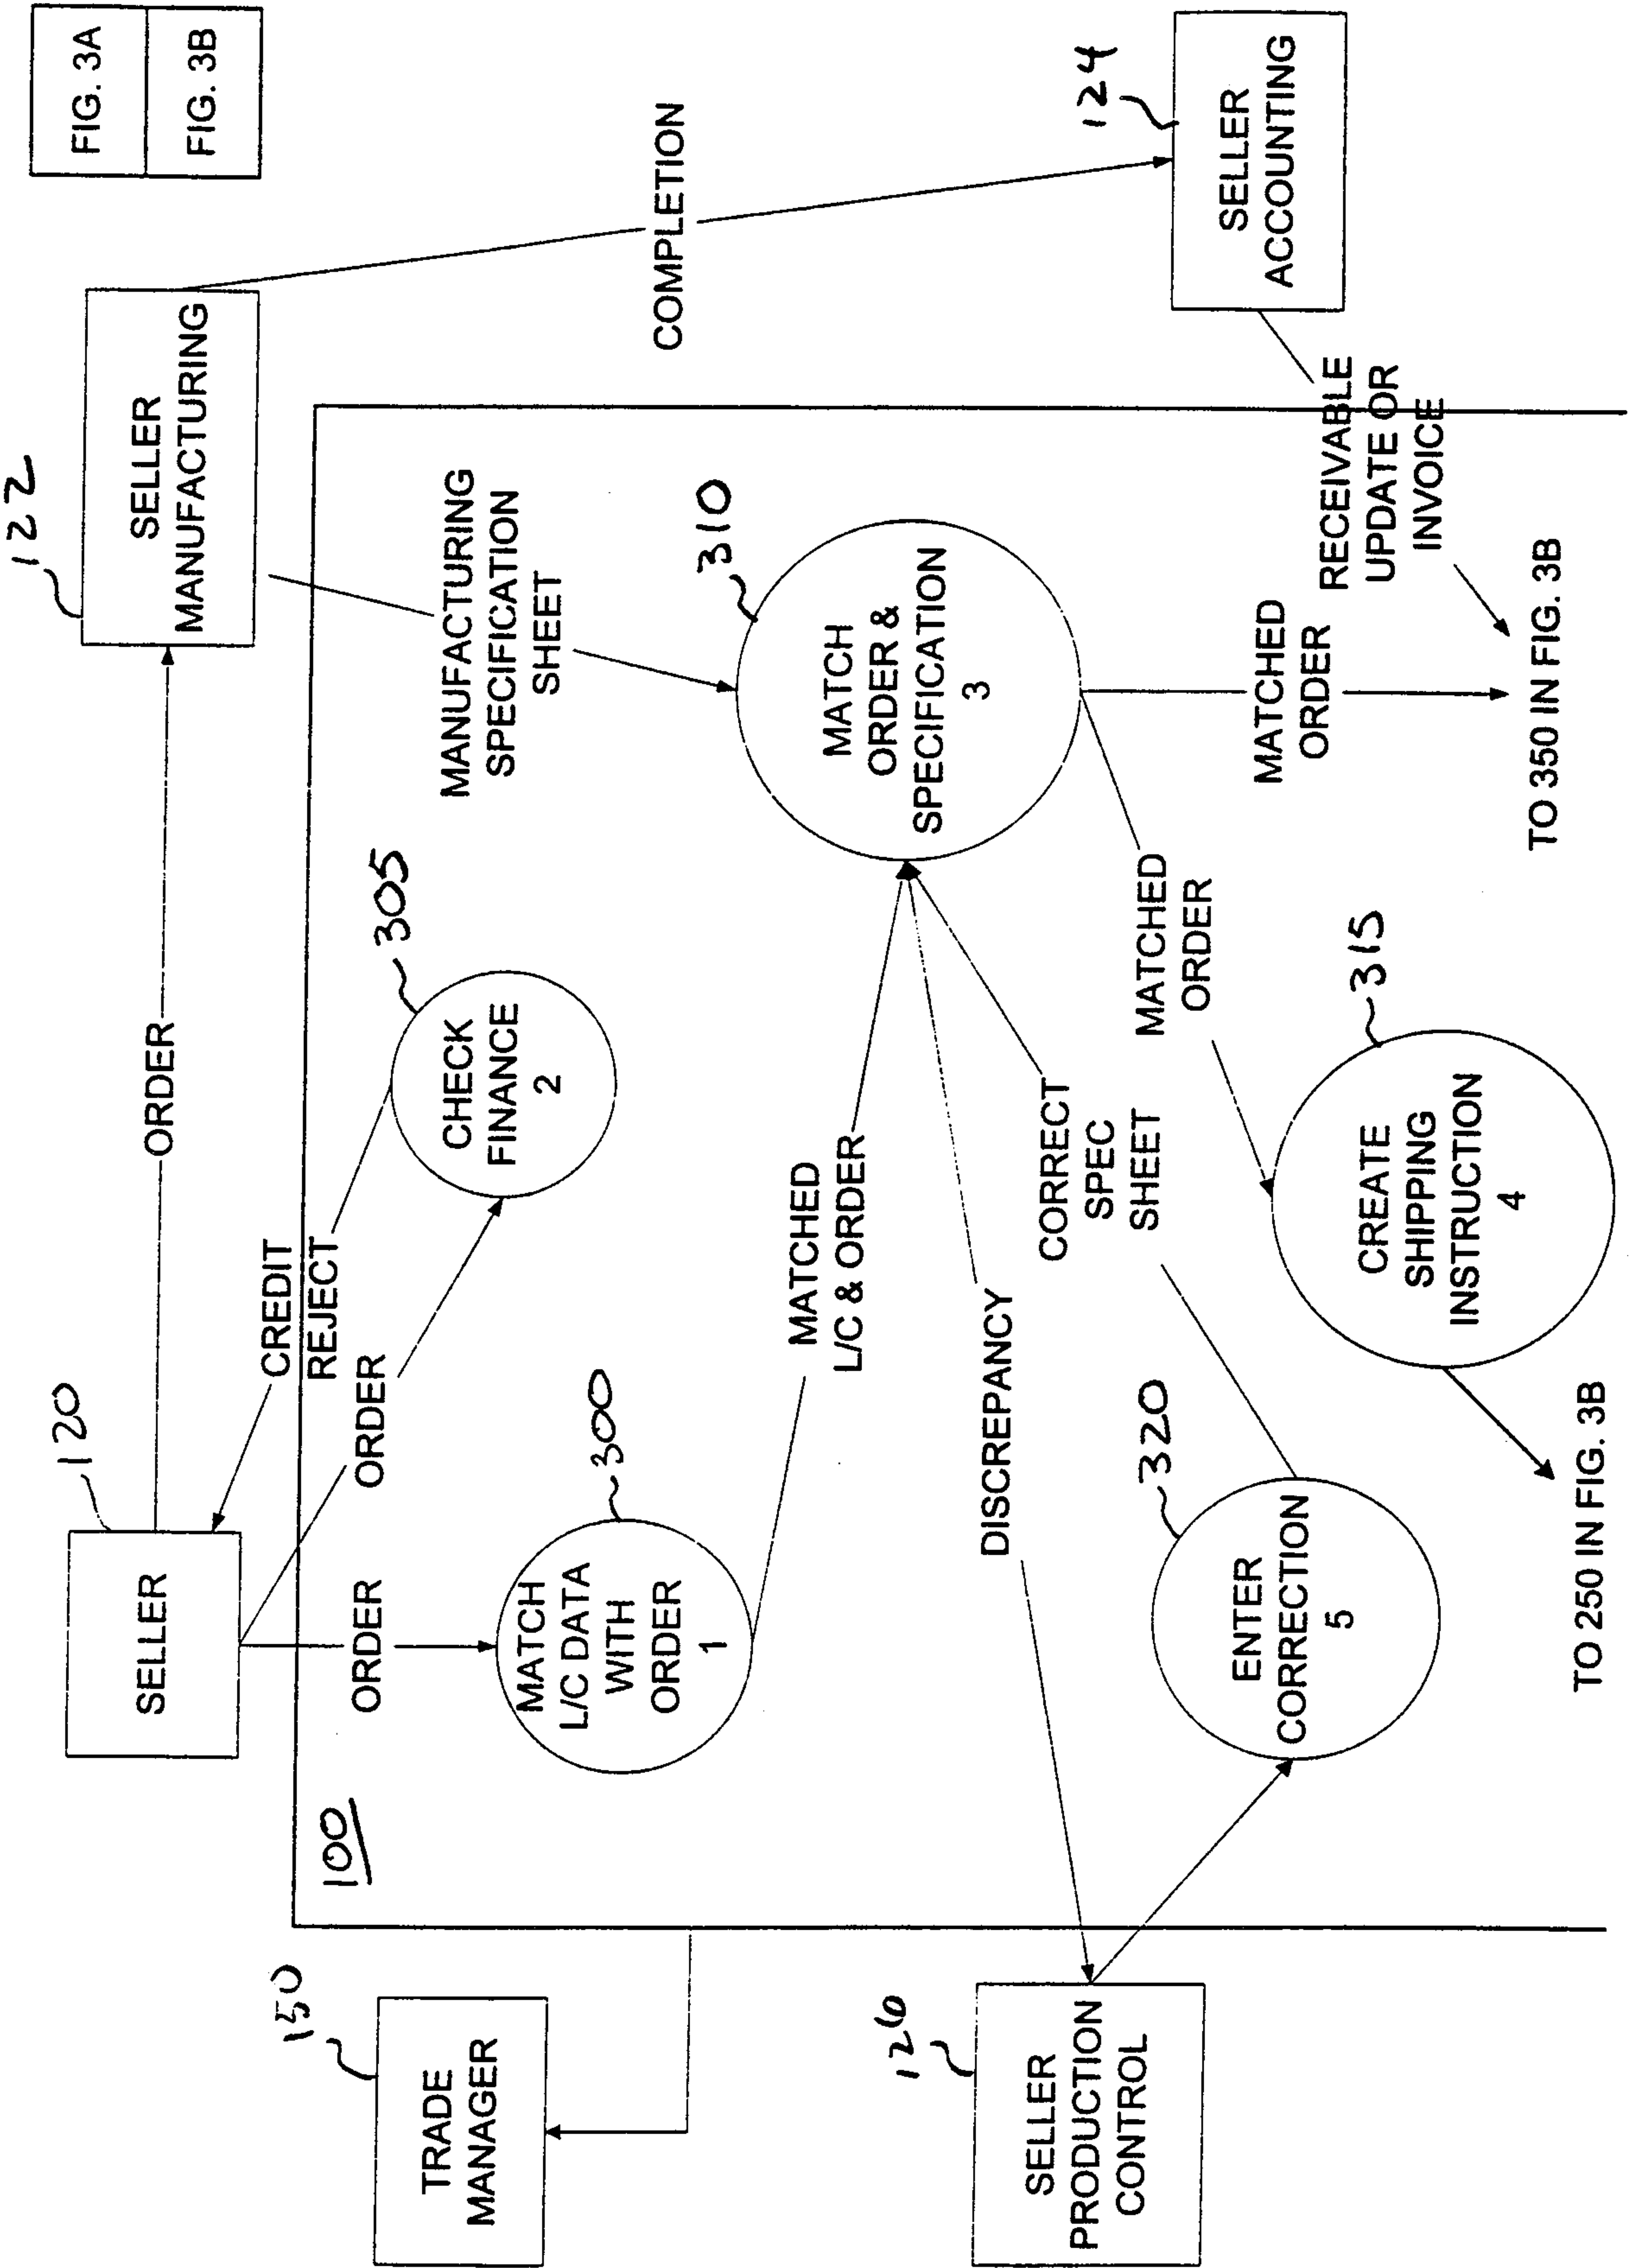 FIG. 3A
FIG. 3B
122
SELLER
MANUFACTURING
120
SELLER
ORDER
COMPLETION
124
SELLER
ACCOUNTING
100
CREDIT
REJECT
ORDER
ORDER
305
CHECK
FINANCE
2
300
MATCH
L/C DATA
WITH
ORDER
1
MANUFACTURING
SPECIFICATION
SHEET
310
MATCH
ORDER &
SPECIFICATION
3
MATCHED
L/C & ORDER
150
TRADE
MANAGER
DISCREPANCY
CORRECT
SPEC
SHEET
MATCHED
ORDER
MATCHED
ORDER
RECEIVABLE
UPDATE OR
INVOICE
126
SELLER
PRODUCTION
CONTROL
320
ENTER
CORRECTION
5
315
CREATE
SHIPPING
INSTRUCTION
4
TO 250 IN FIG. 3B
TO 350 IN FIG. 3B